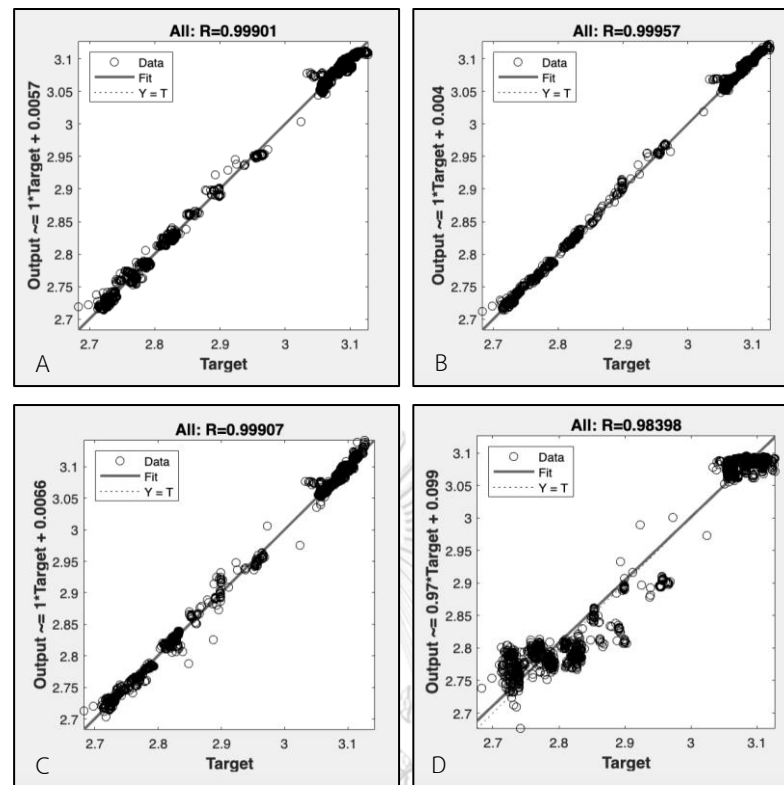 All: R=0.99901
Data
Fit
Y = T
Output ~= 1*Target + 0.0057
3.1
3.05
3
2.95
2.9
2.85
2.8
2.75
2.7
2.7
2.8
2.9
3
3.1
Target
A
All: R=0.99957
Data
Fit
Y = T
Output ~= 1*Target + 0.004
3.1
3.05
3
2.95
2.9
2.85
2.8
2.75
2.7
2.7
2.8
2.9
3
3.1
Target
B
All: R=0.99907
Data
Fit
Y = T
Output ~= 1*Target + 0.0066
3.1
3.05
3
2.95
2.9
2.85
2.8
2.75
2.7
2.7
2.8
2.9
3
3.1
Target
C
All: R=0.98398
Data
Fit
Y = T
Output ~= 0.97*Target + 0.099
3.1
3.05
3
2.95
2.9
2.85
2.8
2.75
2.7
2.7
2.8
2.9
3
3.1
Target
D